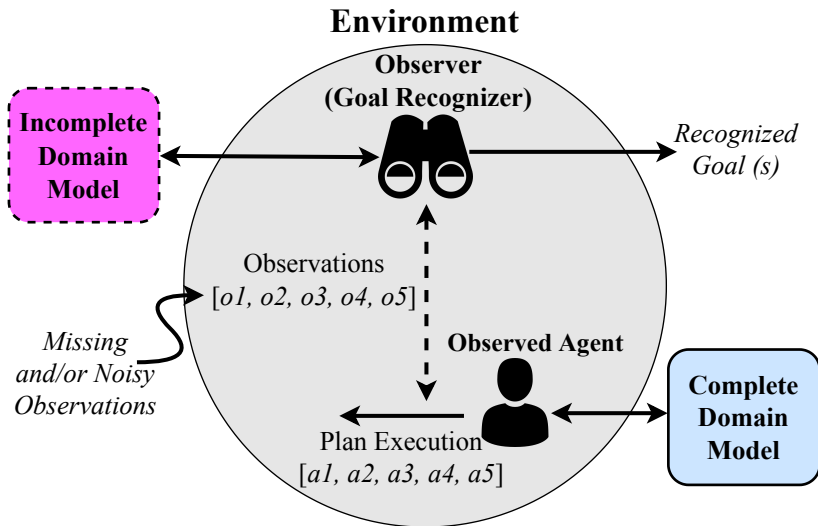 Environment
Observer
(Goal Recognizer)
Incomplete
Domain
Model
Recognized
Goal (s)
Observations
[o1, o2, o3, o4, o5]
Missing
and/or Noisy
Observations
Observed Agent
Complete
Domain
Model
Plan Execution
[a1, a2, a3, a4, a5]